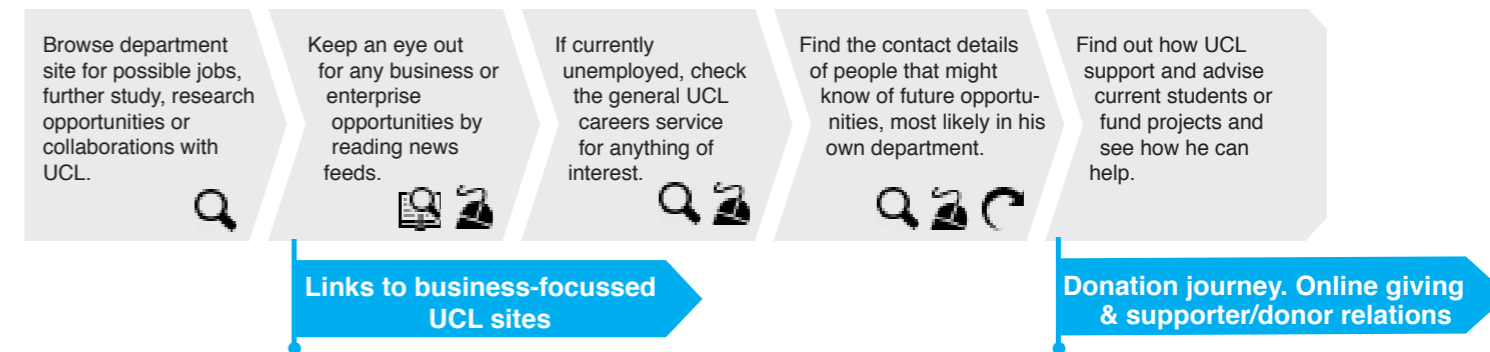 Browse department
site for possible jobs,
further study, research
opportunities or
collaborations with
UCL.
Keep an eye out
for any business or
enterprise
opportunities by
reading news
feeds.
If currently
unemployed, check
the general UCL
careers service
for anything of
interest.
Find the contact details
of people that might
know of future opportu-
nities, most likely in his
own department.
Find out how UCL
support and advise
current students or
fund projects and
see how he can
help.
Links to business-focussed
UCL sites
Donation journey. Online giving
& supporter/donor relations